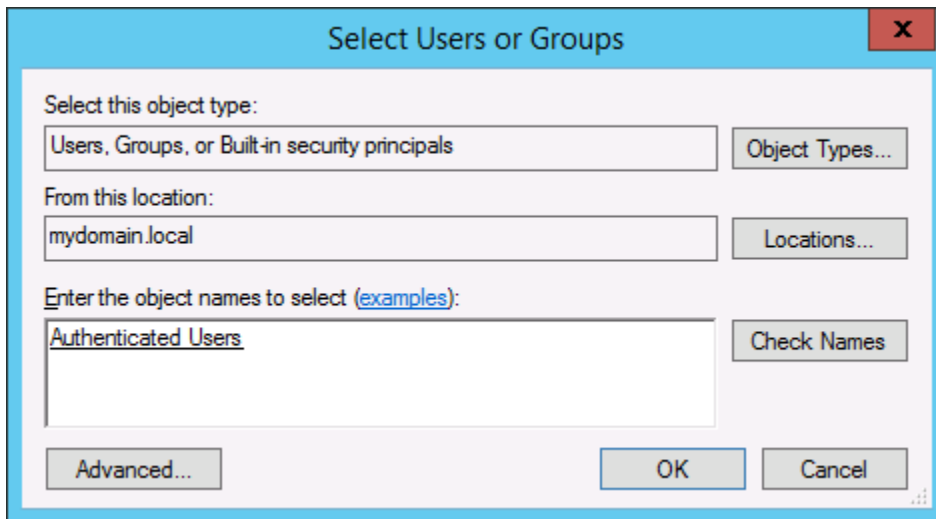 Select Users or Groups
x
Select this object type:
Users, Groups, or Built-in security principals
Object Types...
From this location:
mydomain.local
Locations...
Enter the object names to select (examples):
Authenticated Users
Check Names
Advanced...
OK
Cancel